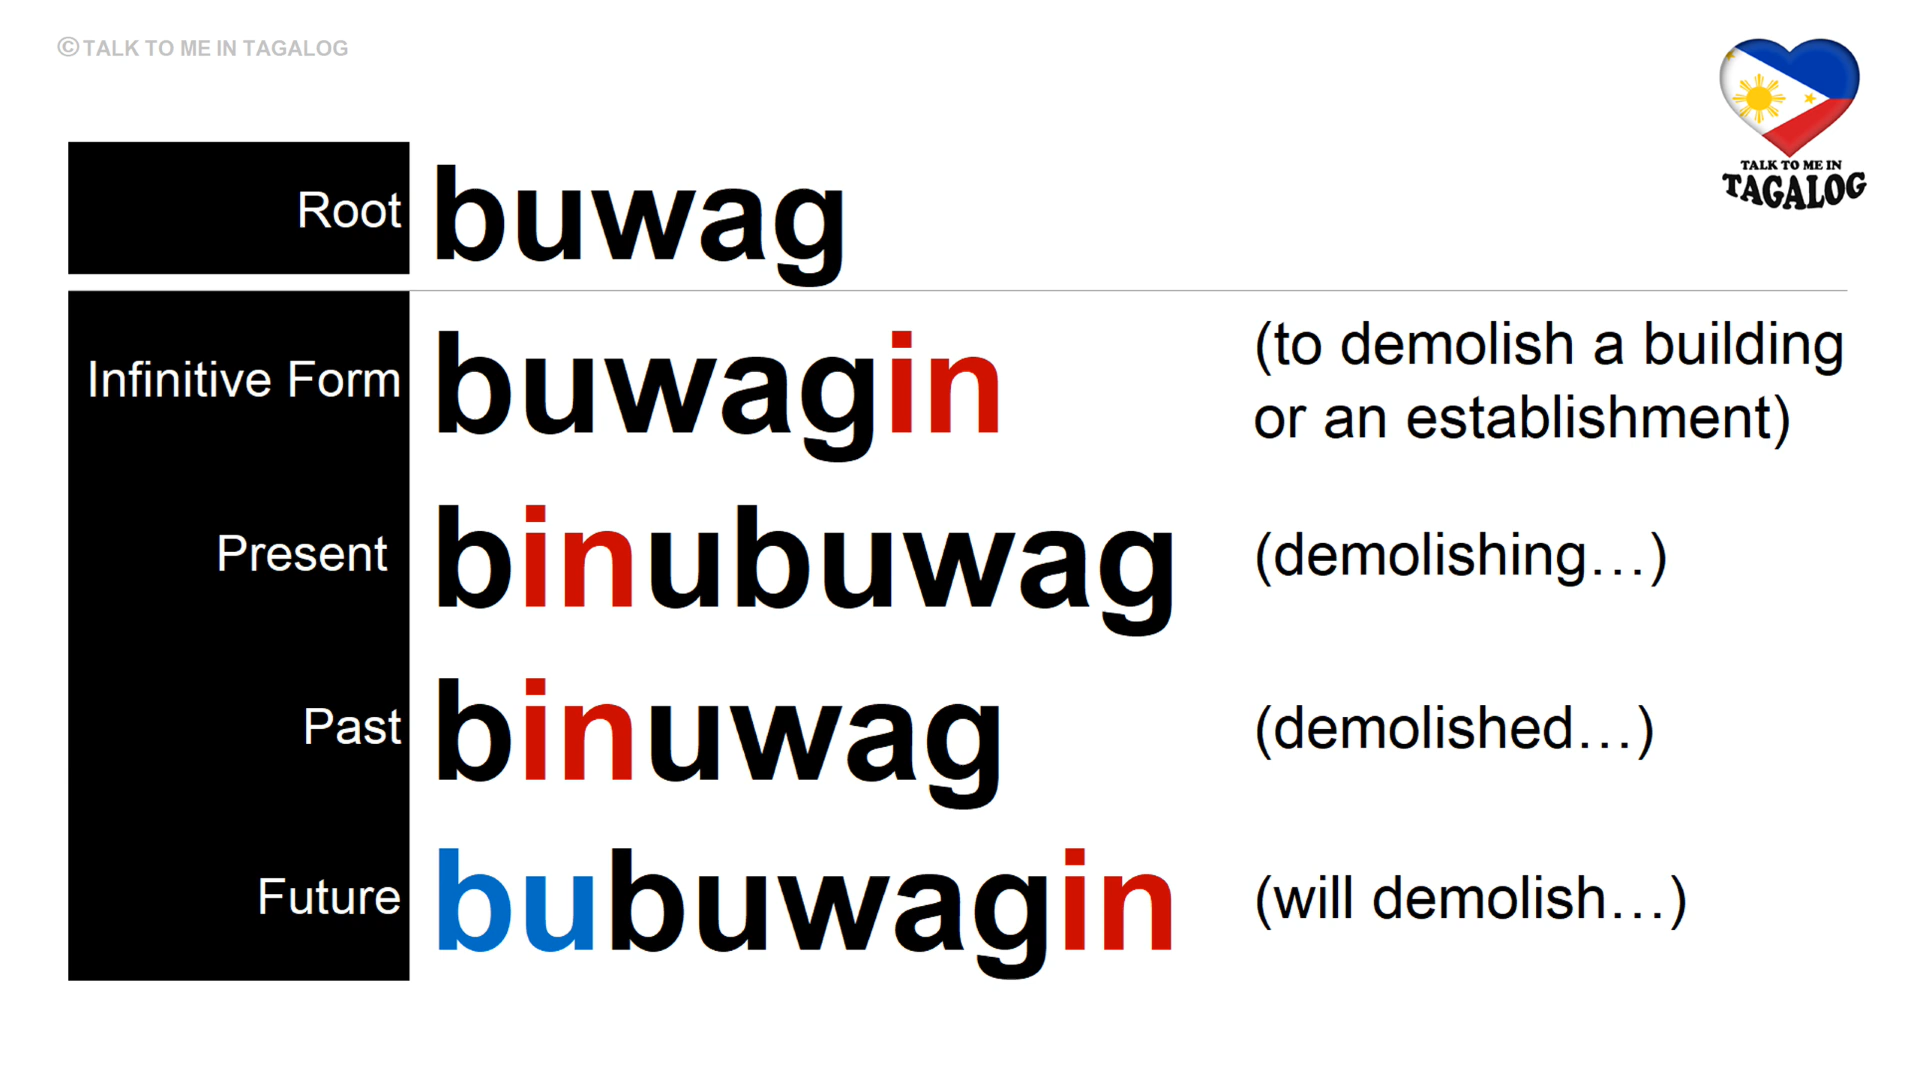 © TALK TO ME IN TAGALOG
TALK TO ME IN
TAGALOG
Root buwag
Infinitive Form buwagin (to demolish a building
or an establishment)
Present binubuwag (demolishing…)
Past binuwag (demolished…)
Future bubuwagin (will demolish…)